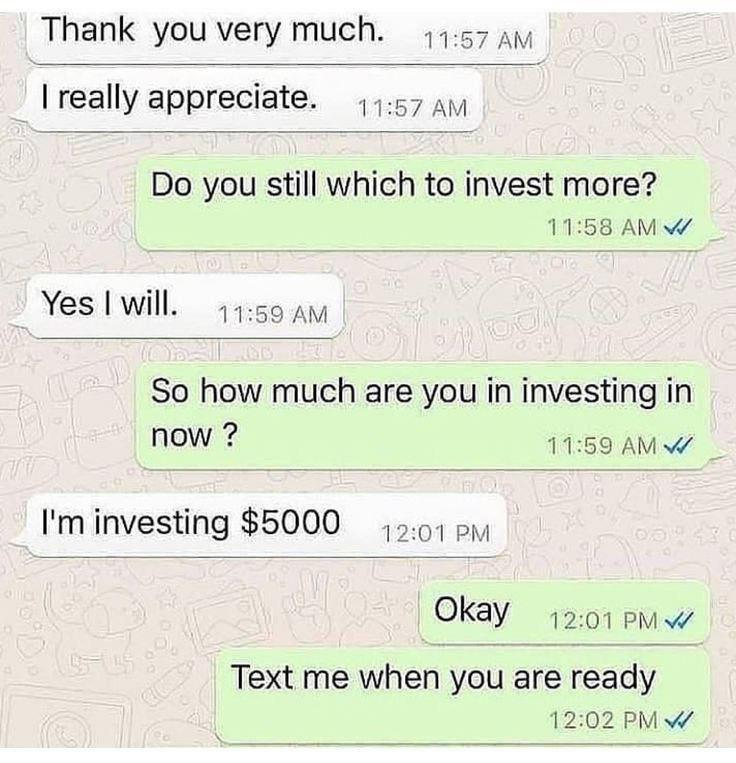 Thank you very much. 11:57 AM
I really appreciate. 11:57 AM
Do you still which to invest more?
11:58 AM
Yes I will. 11:59 AM
So how much are you in investing in
now ? 11:59 AM
I'm investing $5000 12:01 PM
Okay 12:01 PM
Text me when you are ready
12:02 PM